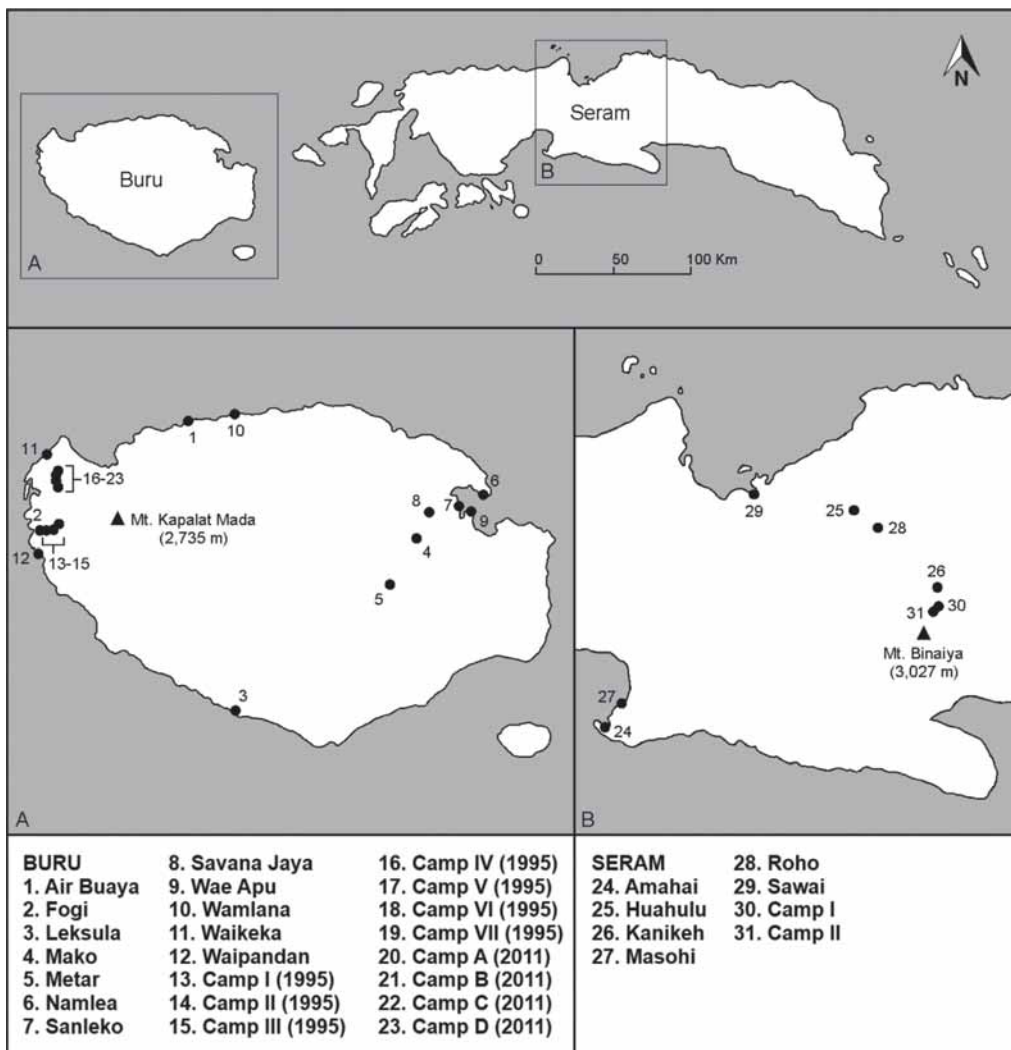 N
Seram
Buru
B
A
0 50 100 Km
1
10
11
16-23
6
8
7
2
Mt. Kapalat Mada
(2,735 m)
9
4
12
13-15
5
3
A
29
25
28
26
30
31
Mt. Binaiya
(3,027 m)
27
24
B
BURU
1. Air Buaya
2. Fogi
3. Leksula
4. Mako
5. Metar
6. Namlea
7. Sanleko
8. Savana Jaya
9. Wae Apu
10. Wamlana
11. Waikeka
12. Waipandan
13. Camp I (1995)
14. Camp II (1995)
15. Camp III (1995)
16. Camp IV (1995)
17. Camp V (1995)
18. Camp VI (1995)
19. Camp VII (1995)
20. Camp A (2011)
21. Camp B (2011)
22. Camp C (2011)
23. Camp D (2011)
SERAM
24. Amahai
25. Huahulu
26. Kanikeh
27. Masohi
28. Roho
29. Sawai
30. Camp I
31. Camp II